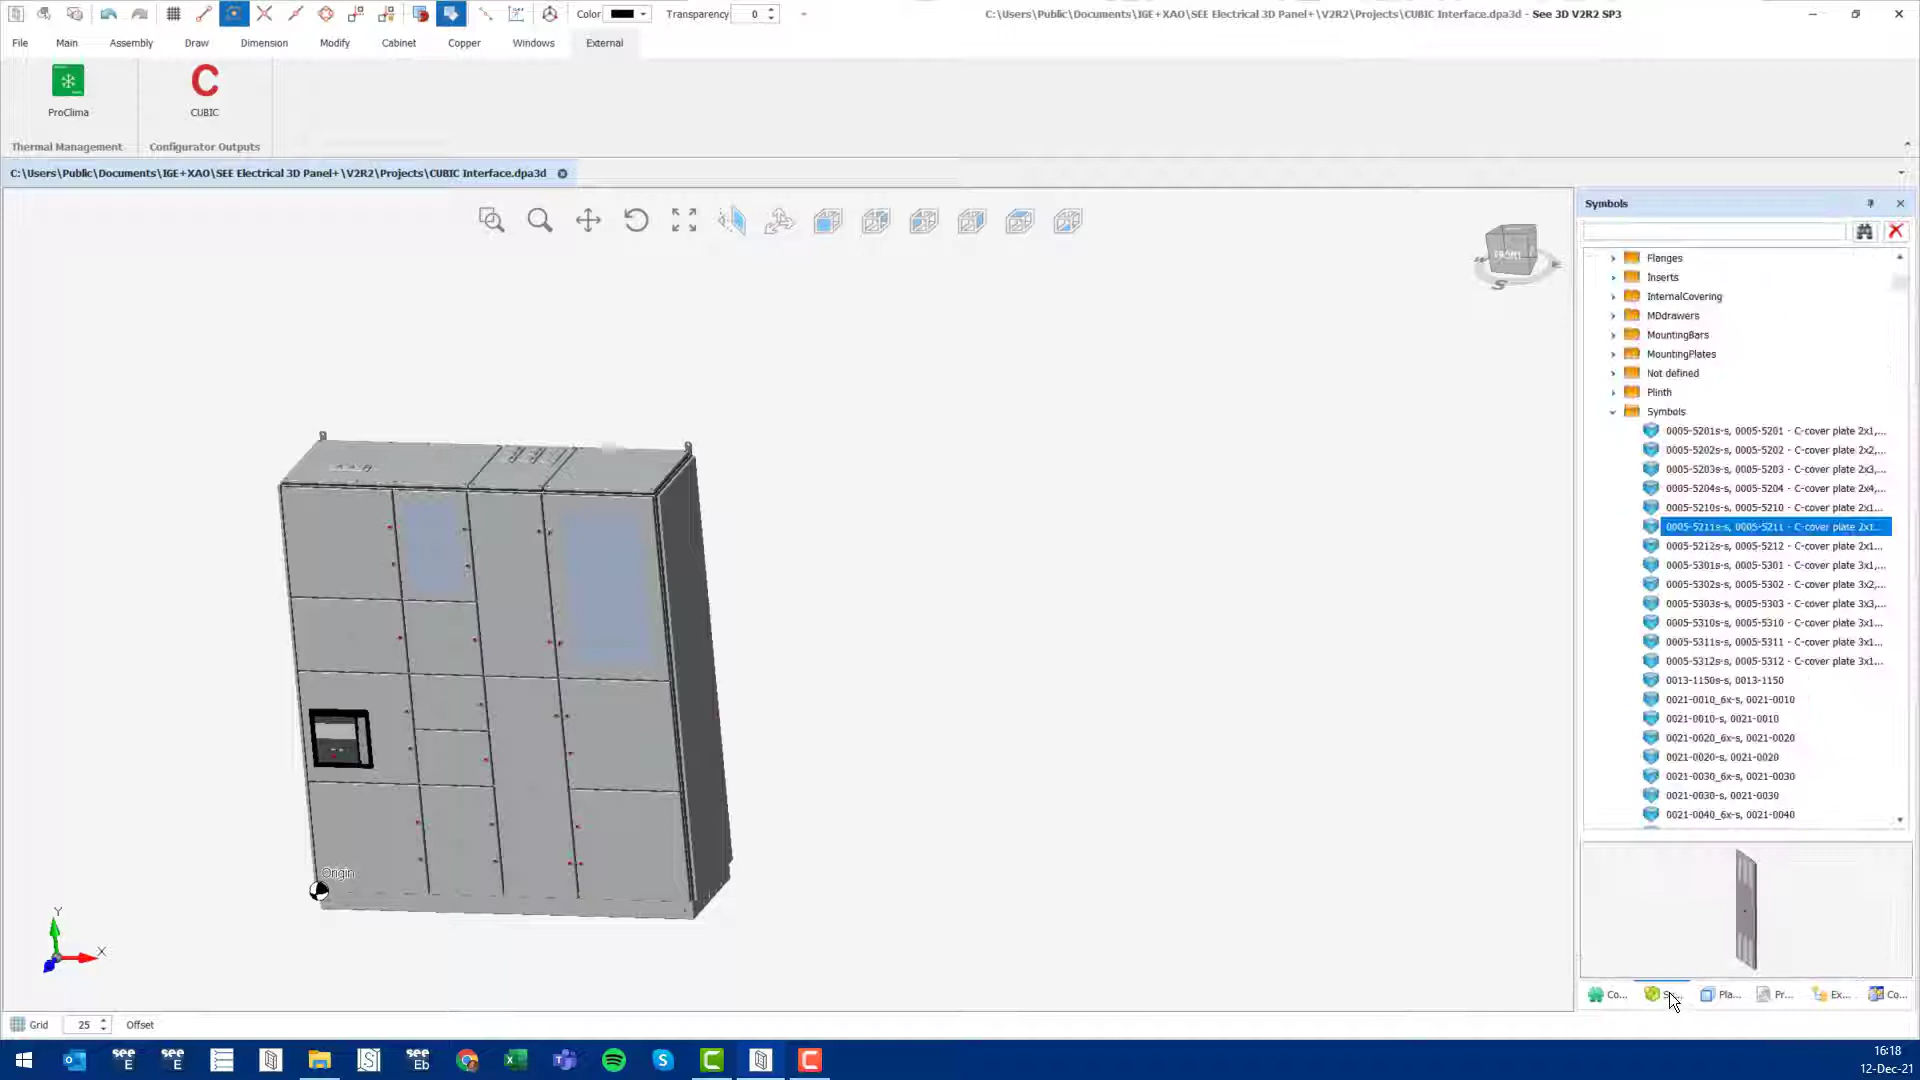 Color
Transparency
0
C:\Users\Public\Documents\IGE+XAO\SEE Electrical 3D Panel+\V2R2\Projects\CUBIC Interface.dpa3d - See 3D V2R2 SP3
File
Main
Assembly
Draw
Dimension
Modify
Cabinet
Copper
Windows
External
ProClima
C
CUBIC
Thermal Management
Configurator Outputs
C:\Users\Public\Documents\IGE+XAO\SEE Electrical 3D Panel+\V2R2\Projects\CUBIC Interface.dpa3d
Symbols
FRONT
S
Flanges
Inserts
InternalCovering
MDdrawers
MountingBars
MountingPlates
Not defined
Plinth
Symbols
0005-5201s-s, 0005-5201 - C-cover plate 2x1,...
0005-5202s-s, 0005-5202 - C-cover plate 2x2,...
0005-5203s-s, 0005-5203 - C-cover plate 2x3,...
0005-5204s-s, 0005-5204 - C-cover plate 2x4,...
0005-5210s-s, 0005-5210 - C-cover plate 2x1...
0005-5211s-s, 0005-5211 - C-cover plate 2x1...
0005-5212s-s, 0005-5212 - C-cover plate 2x1...
0005-5301s-s, 0005-5301 - C-cover plate 3x1,...
0005-5302s-s, 0005-5302 - C-cover plate 3x2,...
0005-5303s-s, 0005-5303 - C-cover plate 3x3,...
0005-5310s-s, 0005-5310 - C-cover plate 3x1...
0005-5311s-s, 0005-5311 - C-cover plate 3x1...
0005-5312s-s, 0005-5312 - C-cover plate 3x1...
0013-1150s-s, 0013-1150
0021-0010_6x-s, 0021-0010
0021-0010-s, 0021-0010
0021-0020_6x-s, 0021-0020
0021-0020-s, 0021-0020
0021-0030_6x-s, 0021-0030
0021-0030-s, 0021-0030
0021-0040_6x-s, 0021-0040
Origin
Y
X
Co...
Pla...
Pr...
Ex...
Co...
Grid
25
Offset
see E
see E
see Eb
16:18
12-Dec-21